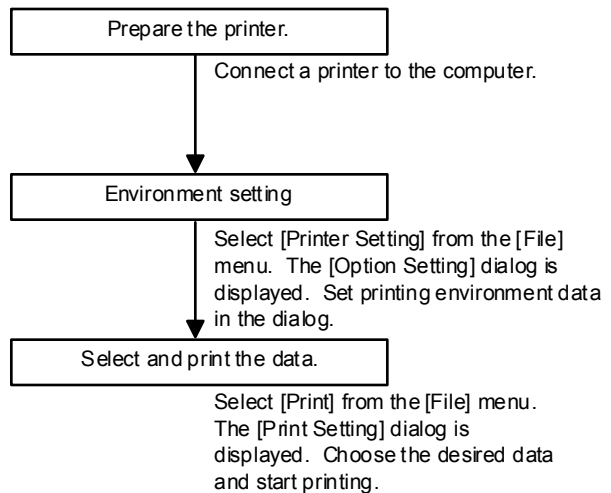 Prepare the printer.
Connect a printer to the computer.
Environment setting
Select [Printer Setting] from the [File]
menu.  The [Option Setting] dialog is
displayed.  Set printing environment data
in the dialog.
Select and print the data.
Select [Print] from the [File] menu.
The [Print Setting] dialog is
displayed.  Choose the desired data
and start printing.